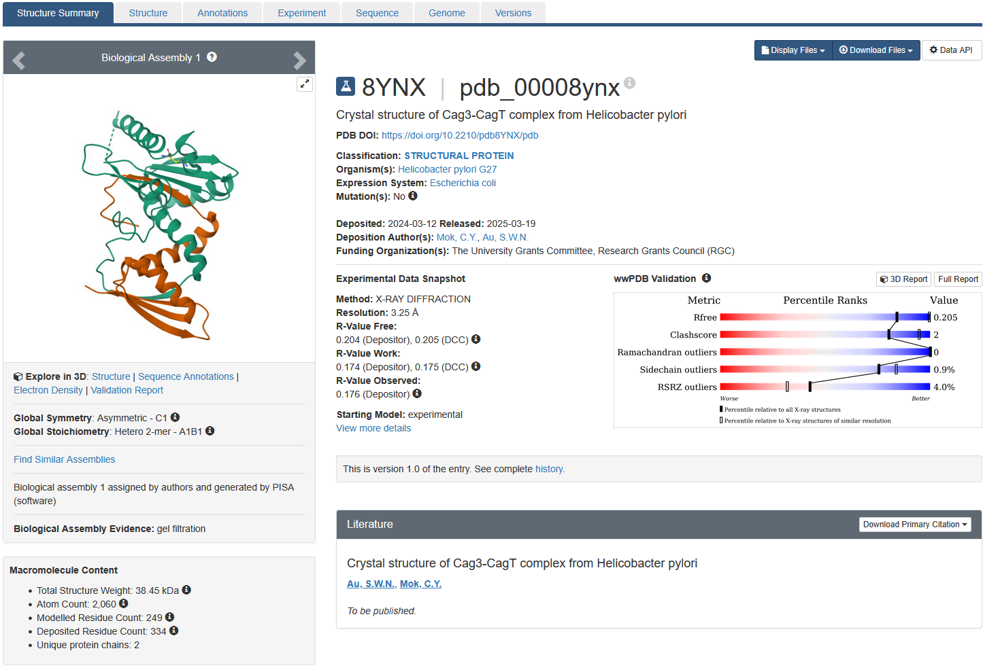 Structure Summary
Structure
Annotations
Experiment
Sequence
Genome
Versions
Biological Assembly 1
Display Files
Download Files
Data API
8YNX | pdb_00008ynx
Crystal structure of Cag3-CagT complex from Helicobacter pylori
PDB DOI: https://doi.org/10.2210/pdb8YNX/pdb
Classification: STRUCTURAL PROTEIN
Organism(s): Helicobacter pylori G27
Expression System: Escherichia coli
Mutation(s): No
Deposited: 2024-03-12 Released: 2025-03-19
Deposition Author(s): Mok, C.Y., Au, S.W.N.
Funding Organization(s): The University Grants Committee, Research Grants Council (RGC)
Experimental Data Snapshot
Method: X-RAY DIFFRACTION
Resolution: 3.25 Å
R-Value Free:
0.204 (Depositor), 0.205 (DCC)
R-Value Work:
0.174 (Depositor), 0.175 (DCC)
R-Value Observed:
0.176 (Depositor)
Starting Model: experimental
View more details
wwPDB Validation
3D Report
Full Report
Metric Percentile Ranks Value
Rfree 0.205
Clashscore 2
Ramachandran outliers 0
Sidechain outliers 0.9%
RSRZ outliers 4.0%
Worse Better
Percentile relative to all X-ray structures
Percentile relative to X-ray structures of similar resolution
Explore in 3D: Structure | Sequence Annotations |
Electron Density | Validation Report
Global Symmetry: Asymmetric - C1
Global Stoichiometry: Hetero 2-mer - A1B1
Find Similar Assemblies
Biological assembly 1 assigned by authors and generated by PISA
(software)
Biological Assembly Evidence: gel filtration
Macromolecule Content
• Total Structure Weight: 38.45 kDa
• Atom Count: 2,060
• Modelled Residue Count: 249
• Deposited Residue Count: 334
• Unique protein chains: 2
This is version 1.0 of the entry. See complete history.
Literature
Download Primary Citation
Crystal structure of Cag3-CagT complex from Helicobacter pylori
Au, S.W.N., Mok, C.Y.
To be published.